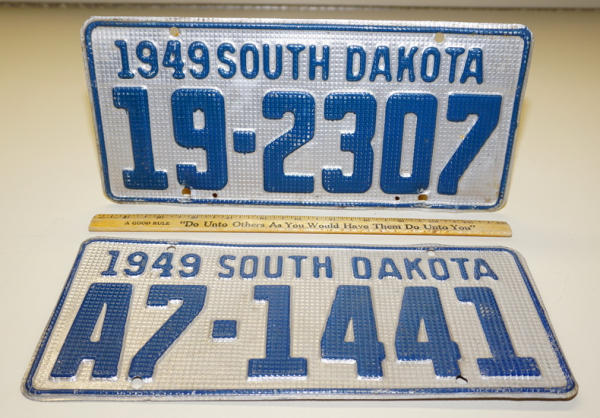 1949 SOUTH DAKOTA
19-2307
A GOOD RULE "Do Unto Others As You Would Have Them Do Unto You"
1949 SOUTH DAKOTA
A7-1441